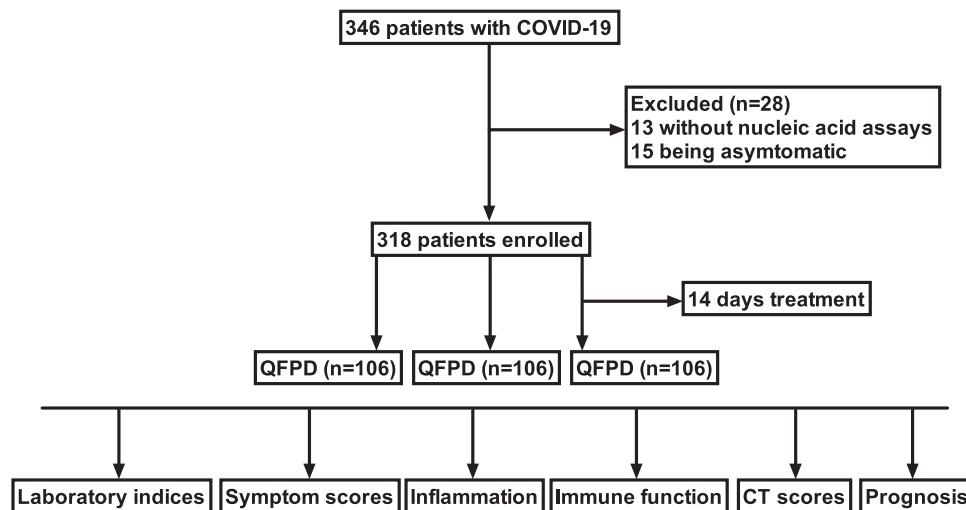 346 patients with COVID-19
Excluded (n=28)
13 without nucleic acid assays
15 being asymtomatic
318 patients enrolled
14 days treatment
QFPD (n=106)
QFPD (n=106)
QFPD (n=106)
Laboratory indices
Symptom scores
Inflammation
Immune function
CT scores
Prognosis